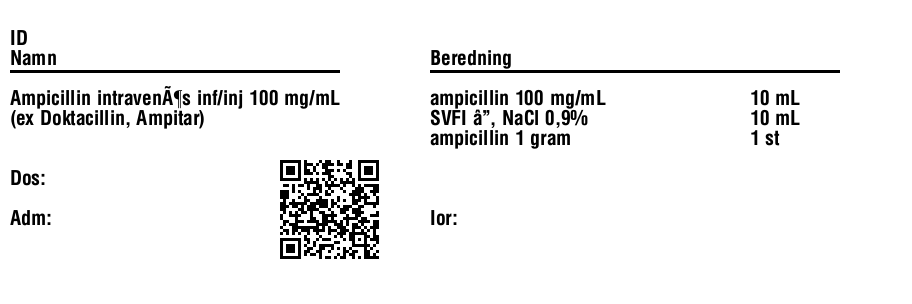 ID
Namn
Beredning
Ampicillin intravenÃ¶s inf/inj 100 mg/mL
(ex Doktacillin, Ampitar)
ampicillin 100 mg/mL 10 mL
SVFI â”, NaCl 0,9% 10 mL
ampicillin 1 gram 1 st
Dos:
Adm:
Ior: